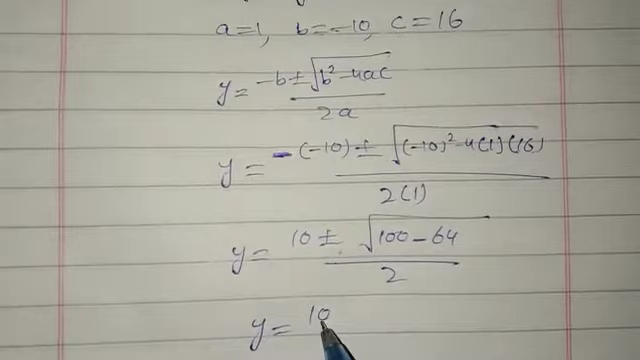 a=1, b=-10, c=16
y= -b±√b²-4ac / 2a
y= -(-10)±√(-10)²-4(1)(16) / 2(1)
y= 10±√100-64 / 2
y= 10